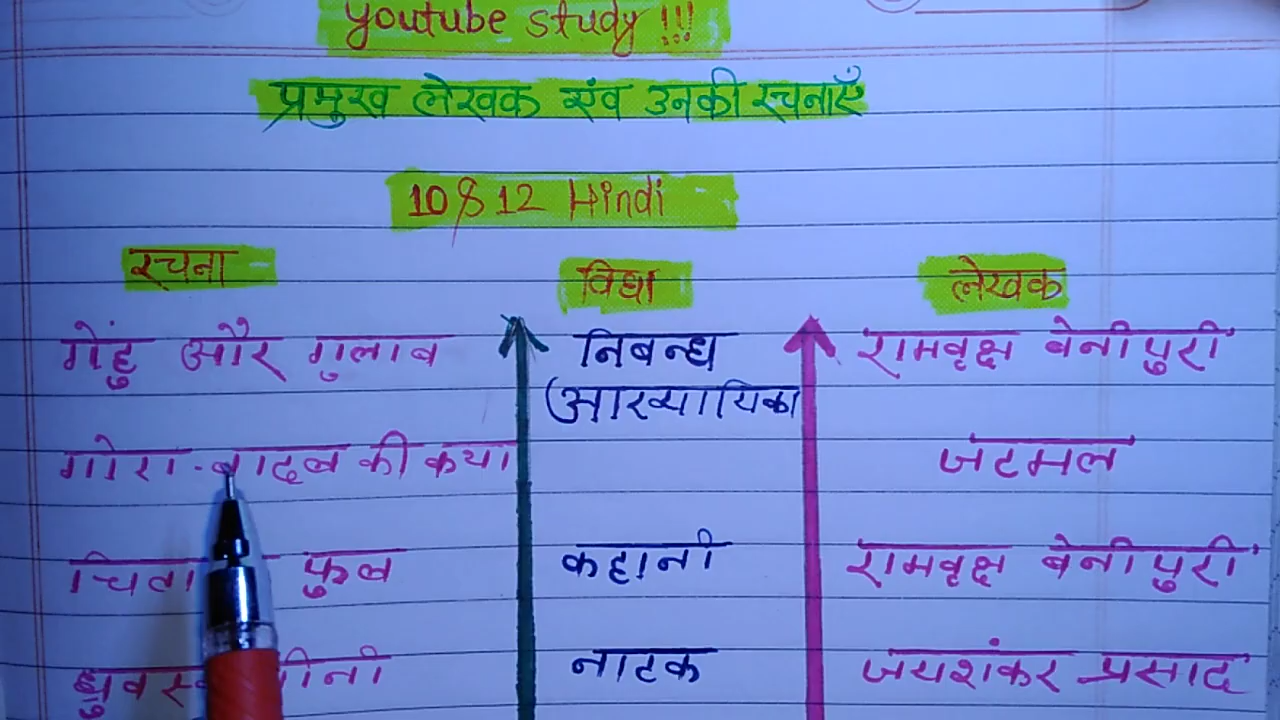 youtube study !!!
प्रमुख लेखक एंव उनकी रचनाएँ
10 & 12 Hindi
रचना विधा लेखक
गेहुं और गुलाब निबन्ध रामवृक्ष बेनीपुरी
(आख्यायिका
गोरा-बादल की कथा जटमल
चिता फुल कहानी रामवृक्ष बेनीपुरी
नाटक जयशंकर प्रसाद